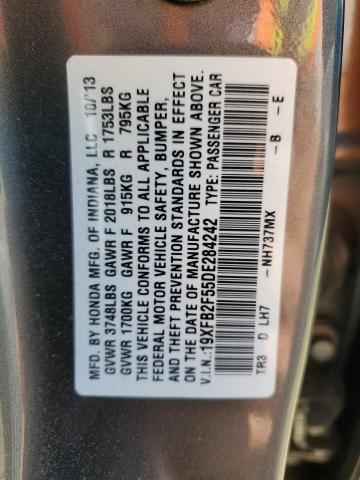 MFD. BY HONDA MFG. OF INDIANA, LLC 10/'13
GVWR 3748LBS GAWR F 2018LBS R 1753LBS
GVWR 1700KG GAWR F 915KG R 795KG
THIS VEHICLE CONFORMS TO ALL APPLICABLE
FEDERAL MOTOR VEHICLE SAFETY, BUMPER,
AND THEFT PREVENTION STANDARDS IN EFFECT
ON THE DATE OF MANUFACTURE SHOWN ABOVE.
V.I.N.:19XFB2F55DE284242 TYPE: PASSENGER CAR
TR3 D LH7 -NH737MX -B -E